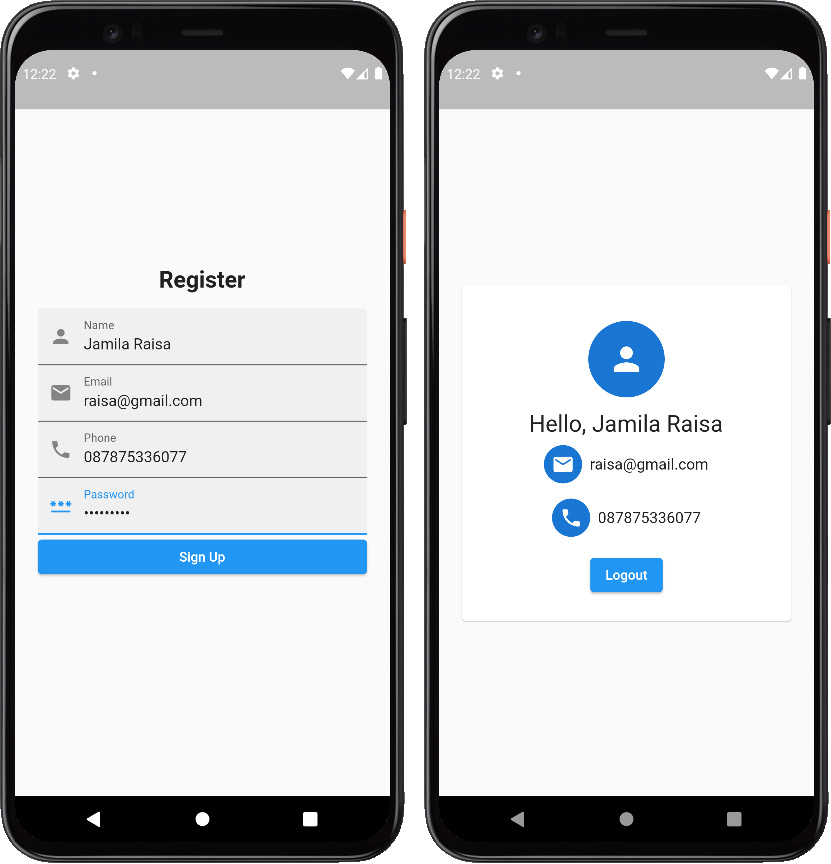 12:22
Register
Name
Jamila Raisa
Email
raisa@gmail.com
Phone
087875336077
Password
•••••••••
Sign Up
12:22
Hello, Jamila Raisa
raisa@gmail.com
087875336077
Logout